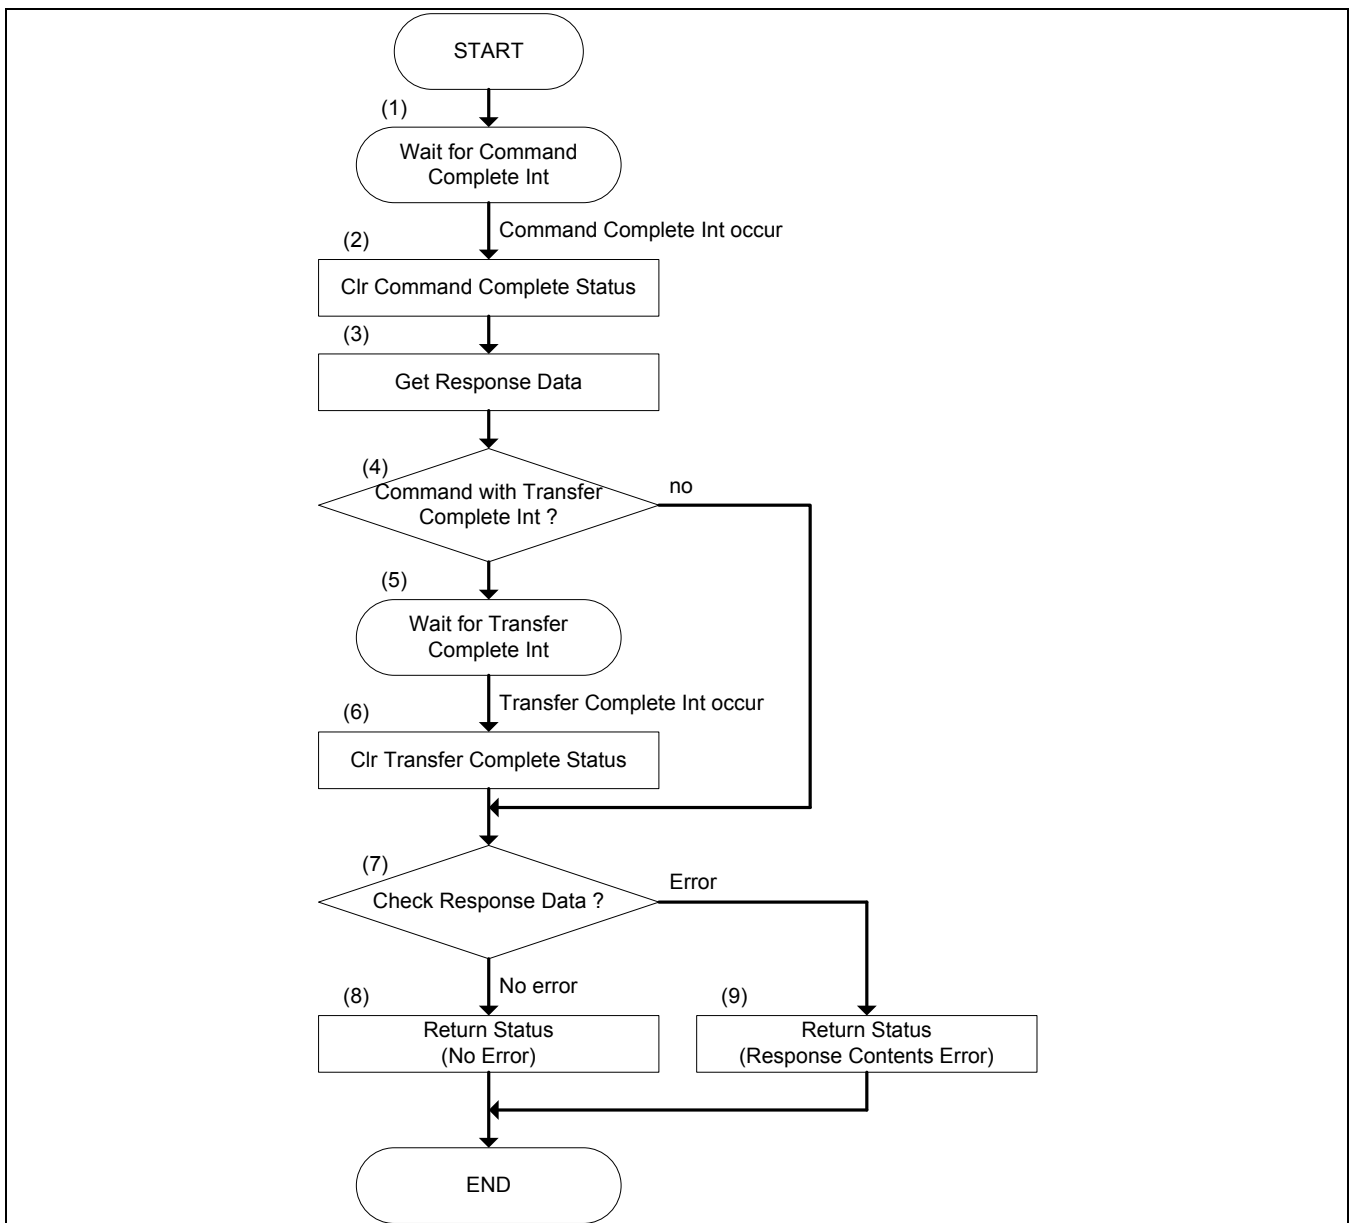 START
(1)
Wait for Command
Complete Int
Command Complete Int occur
(2)
Clr Command Complete Status
(3)
Get Response Data
(4)
Command with Transfer
Complete Int ?
no
(5)
Wait for Transfer
Complete Int
Transfer Complete Int occur
(6)
Clr Transfer Complete Status
(7)
Check Response Data ?
Error
No error
(8)
Return Status
(No Error)
(9)
Return Status
(Response Contents Error)
END